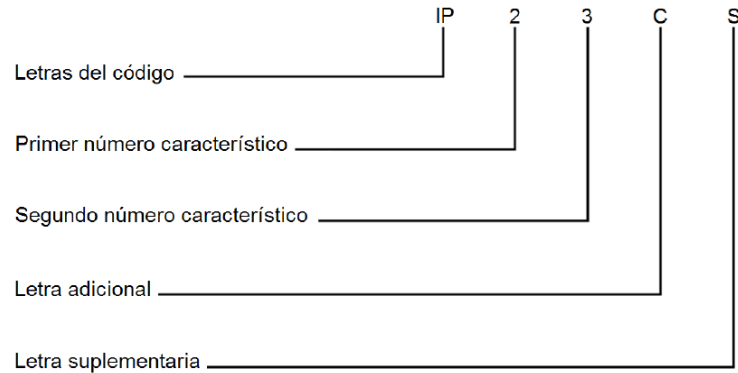 IP 2 3 C S
Letras del código
Primer número característico
Segundo número característico
Letra adicional
Letra suplementaria